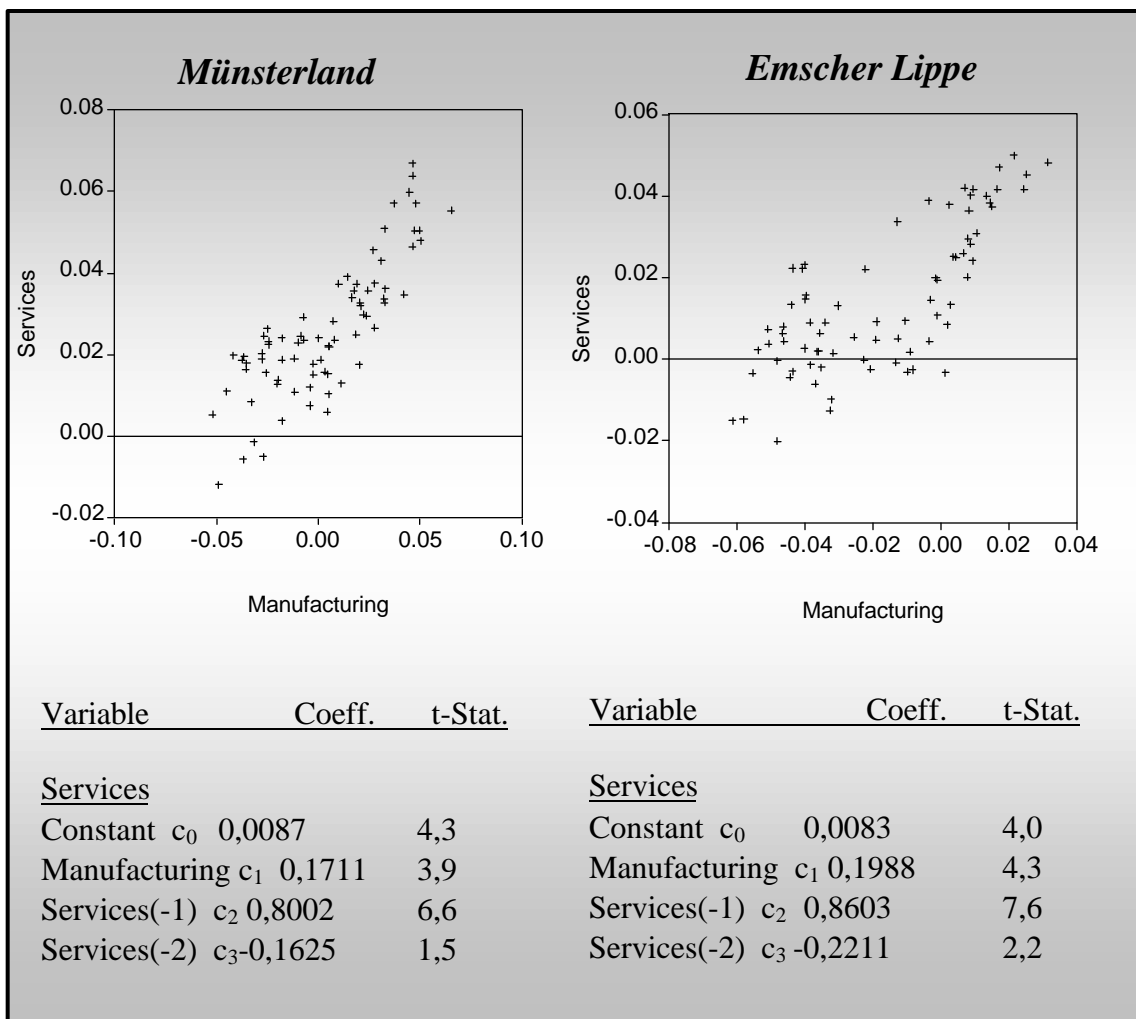 Münsterland
0.08
0.06
0.04
0.02
0.00
-0.02
Services
-0.10 -0.05 0.00 0.05 0.10
Manufacturing
Emscher Lippe
0.06
0.04
0.02
0.00
-0.02
-0.04
Services
-0.08 -0.06 -0.04 -0.02 0.00 0.02 0.04
Manufacturing
Variable Coeff. t-Stat.
Services
Constant c0 0,0087 4,3
Manufacturing c1 0,1711 3,9
Services(-1) c2 0,8002 6,6
Services(-2) c3-0,1625 1,5
Variable Coeff. t-Stat.
Services
Constant c0 0,0083 4,0
Manufacturing c1 0,1988 4,3
Services(-1) c2 0,8603 7,6
Services(-2) c3 -0,2211 2,2